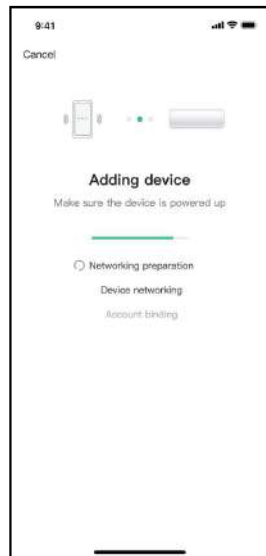 9:41
Cancel
Adding device
Make sure the device is powered up
Networking preparation
Device networking
Account binding